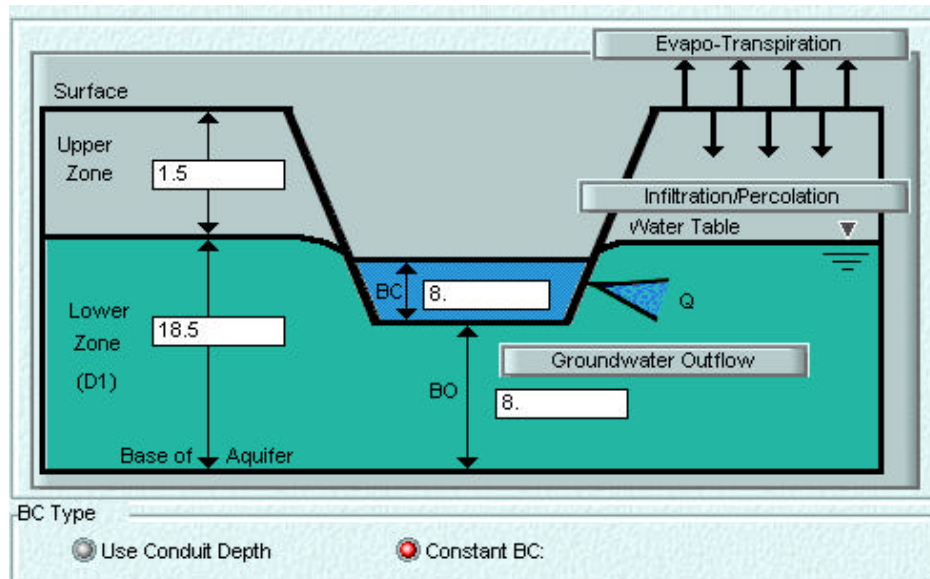 Evapo-Transpiration
Surface
Upper
Zone
1.5
Infiltration/Percolation
Water Table
BC
8.
Q
Lower
Zone
(D1)
18.5
Groundwater Outflow
BO
8.
Base of Aquifer
BC Type
Use Conduit Depth
Constant BC: